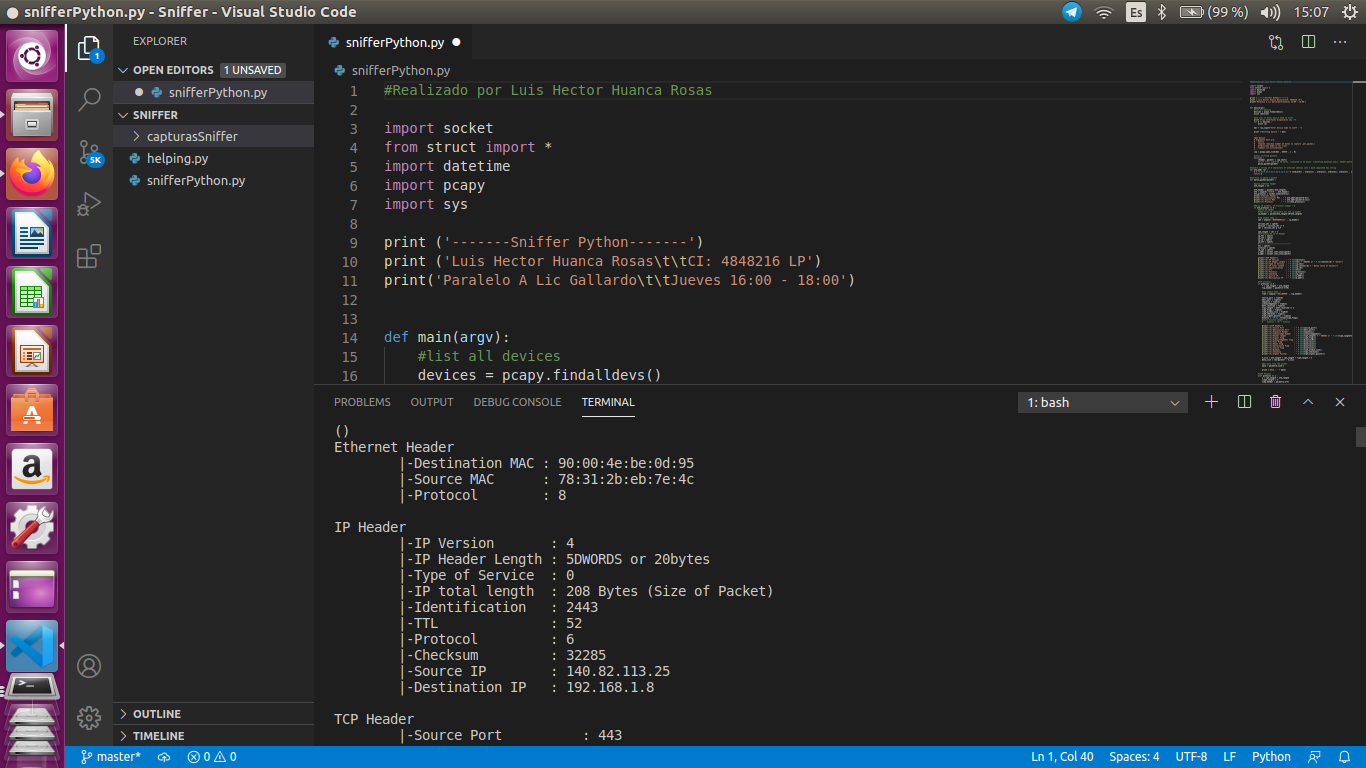 snifferPython.py - Sniffer - Visual Studio Code
Es
(99 %)
15:07
EXPLORER
OPEN EDITORS 1 UNSAVED
snifferPython.py
SNIFFER
capturasSniffer
helping.py
snifferPython.py
OUTLINE
TIMELINE
1
SK
snifferPython.py
snifferPython.py
1 #Realizado por Luis Hector Huanca Rosas
2
3 import socket
4 from struct import *
5 import datetime
6 import pcapy
7 import sys
8
9 print ('-------Sniffer Python-------')
10 print ('Luis Hector Huanca Rosas\t\tCI: 4848216 LP')
11 print('Paralelo A Lic Gallardo\t\tJueves 16:00 - 18:00')
12
13
14 def main(argv):
15 #list all devices
16 devices = pcapy.findalldevs()
PROBLEMS OUTPUT DEBUG CONSOLE TERMINAL
1: bash
()
Ethernet Header
|-Destination MAC : 90:00:4e:be:0d:95
|-Source MAC : 78:31:2b:eb:7e:4c
|-Protocol : 8
IP Header
|-IP Version : 4
|-IP Header Length : 5DWORDS or 20bytes
|-Type of Service : 0
|-IP total length : 208 Bytes (Size of Packet)
|-Identification : 2443
|-TTL : 52
|-Protocol : 6
|-Checksum : 32285
|-Source IP : 140.82.113.25
|-Destination IP : 192.168.1.8
TCP Header
|-Source Port : 443
master* 0 0
Ln 1, Col 40 Spaces: 4 UTF-8 LF Python